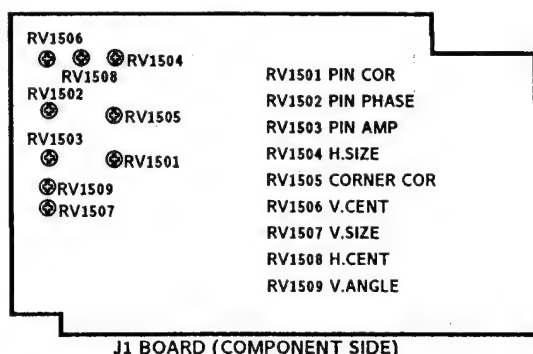 RV1506
RV1504
RV1508
RV1502
RV1505
RV1503
RV1501
RV1509
RV1507
RV1501 PIN COR
RV1502 PIN PHASE
RV1503 PIN AMP
RV1504 H.SIZE
RV1505 CORNER COR
RV1506 V.CENT
RV1507 V.SIZE
RV1508 H.CENT
RV1509 V.ANGLE
J1 BOARD (COMPONENT SIDE)